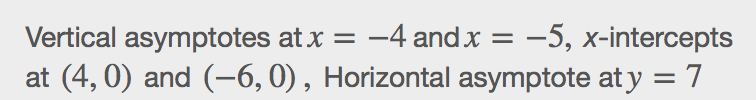 Vertical asymptotes at x = −4 and x = −5, x-intercepts
at (4, 0) and (−6, 0), Horizontal asymptote at y = 7